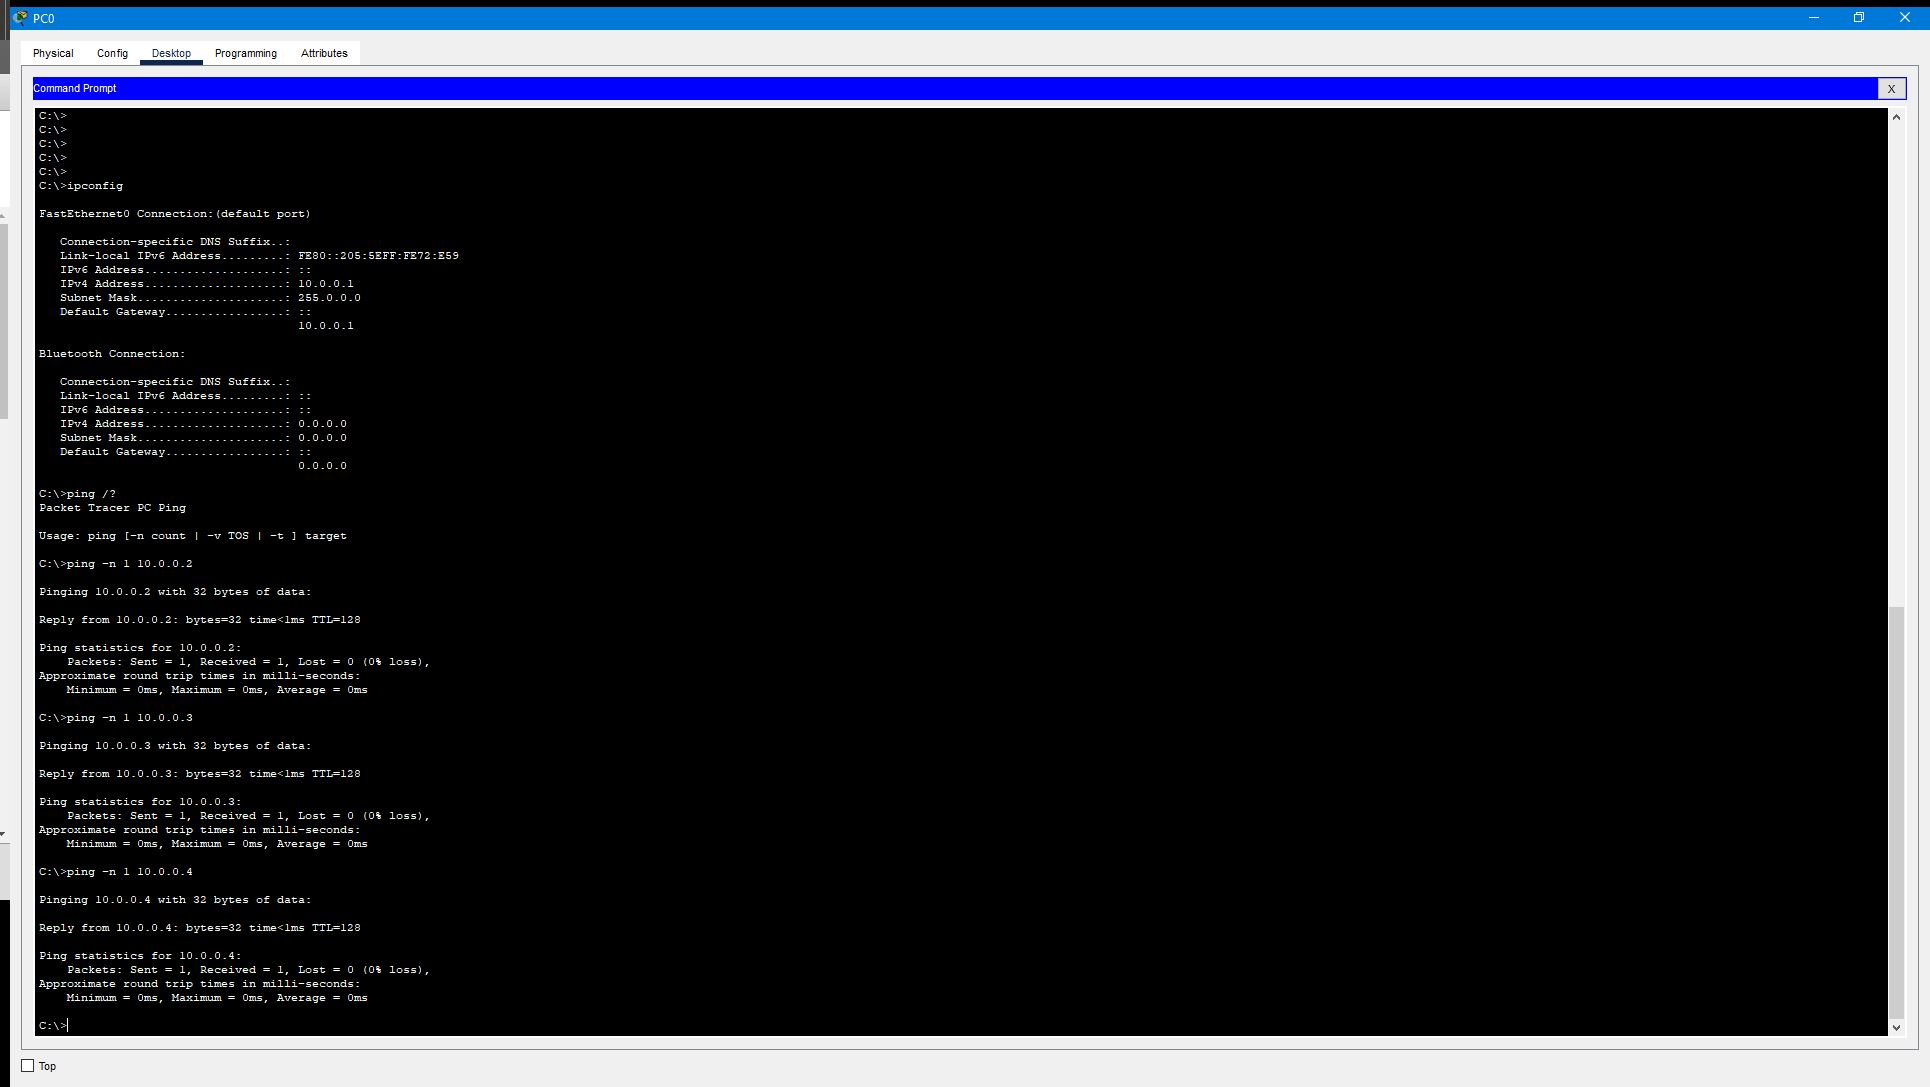 PC0
Physical Config Desktop Programming Attributes
Command Prompt
X
C:\>
C:\>
C:\>
C:\>
C:\>
C:\>ipconfig
FastEthernet0 Connection:(default port)
Connection-specific DNS Suffix..:
Link-local IPv6 Address.........: FE80::205:5EFF:FE72:E59
IPv6 Address....................: ::
IPv4 Address....................: 10.0.0.1
Subnet Mask.....................: 255.0.0.0
Default Gateway.................: ::
10.0.0.1
Bluetooth Connection:
Connection-specific DNS Suffix..:
Link-local IPv6 Address.........: ::
IPv6 Address....................: ::
IPv4 Address....................: 0.0.0.0
Subnet Mask.....................: 0.0.0.0
Default Gateway.................: ::
0.0.0.0
C:\>ping /?
Packet Tracer PC Ping
Usage: ping [-n count | -v TOS | -t ] target
C:\>ping -n 1 10.0.0.2
Pinging 10.0.0.2 with 32 bytes of data:
Reply from 10.0.0.2: bytes=32 time<1ms TTL=128
Ping statistics for 10.0.0.2:
Packets: Sent = 1, Received = 1, Lost = 0 (0% loss),
Approximate round trip times in milli-seconds:
Minimum = 0ms, Maximum = 0ms, Average = 0ms
C:\>ping -n 1 10.0.0.3
Pinging 10.0.0.3 with 32 bytes of data:
Reply from 10.0.0.3: bytes=32 time<1ms TTL=128
Ping statistics for 10.0.0.3:
Packets: Sent = 1, Received = 1, Lost = 0 (0% loss),
Approximate round trip times in milli-seconds:
Minimum = 0ms, Maximum = 0ms, Average = 0ms
C:\>ping -n 1 10.0.0.4
Pinging 10.0.0.4 with 32 bytes of data:
Reply from 10.0.0.4: bytes=32 time<1ms TTL=128
Ping statistics for 10.0.0.4:
Packets: Sent = 1, Received = 1, Lost = 0 (0% loss),
Approximate round trip times in milli-seconds:
Minimum = 0ms, Maximum = 0ms, Average = 0ms
C:\>
Top